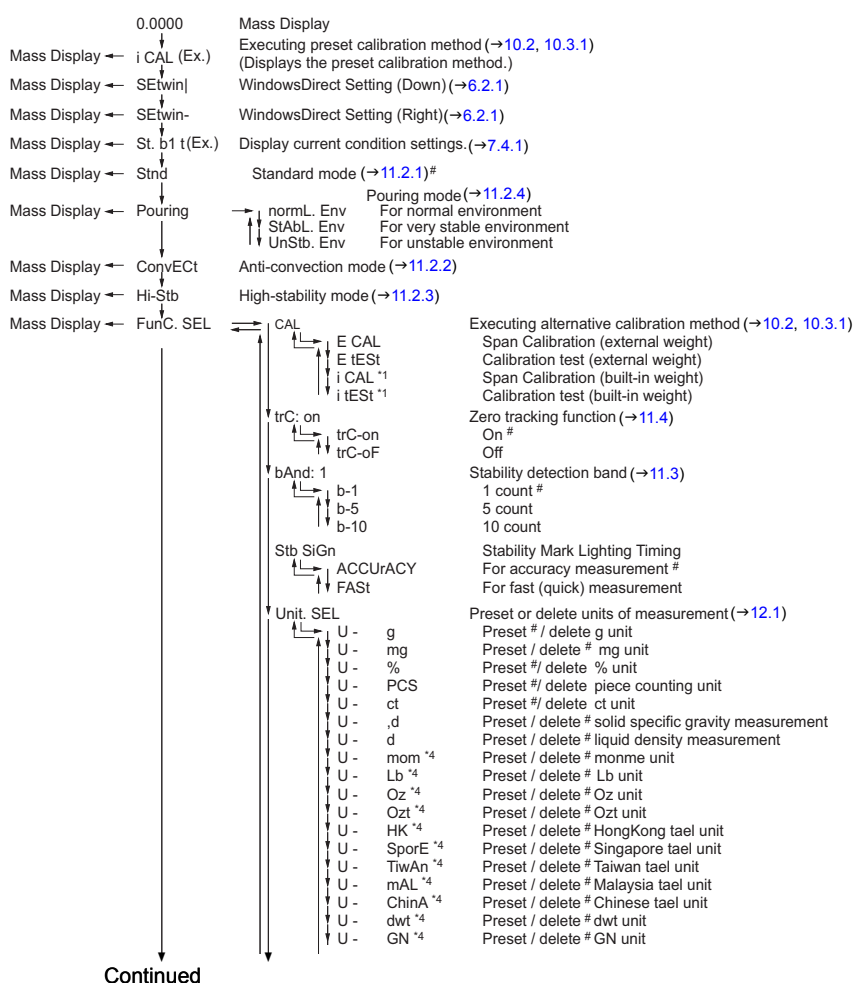 0.0000 Mass Display
Mass Display ← i CAL (Ex.) Executing preset calibration method (→10.2, 10.3.1)
(Displays the preset calibration method.)
Mass Display ← SEtwin| WindowsDirect Setting (Down) (→6.2.1)
Mass Display ← SEtwin- WindowsDirect Setting (Right)(→6.2.1)
Mass Display ← St. b1 t (Ex.) Display current condition settings.(→7.4.1)
Mass Display ← Stnd Standard mode (→11.2.1)#
Pouring mode (→11.2.4)
Mass Display ← Pouring → normL. Env For normal environment
StAbL. Env For very stable environment
UnStb. Env For unstable environment
Mass Display ← ConvECt Anti-convection mode (→11.2.2)
Mass Display ← Hi-Stb High-stability mode (→11.2.3)
Mass Display ← FunC. SEL CAL Executing alternative calibration method (→10.2, 10.3.1)
E CAL Span Calibration (external weight)
E tESt Calibration test (external weight)
i CAL *1 Span Calibration (built-in weight)
i tESt *1 Calibration test (built-in weight)
trC: on Zero tracking function (→11.4)
trC-on On #
trC-oF Off
bAnd: 1 Stability detection band (→11.3)
b-1 1 count #
b-5 5 count
b-10 10 count
Stb SiGn Stability Mark Lighting Timing
ACCUrACY For accuracy measurement #
FASt For fast (quick) measurement
Unit. SEL Preset or delete units of measurement (→12.1)
U - g Preset # / delete g unit
U - mg Preset / delete # mg unit
U - % Preset #/ delete % unit
U - PCS Preset #/ delete piece counting unit
U - ct Preset #/ delete ct unit
U - ,d Preset / delete # solid specific gravity measurement
U - d Preset / delete # liquid density measurement
U - mom *4 Preset / delete # monme unit
U - Lb *4 Preset / delete # Lb unit
U - Oz *4 Preset / delete # Oz unit
U - Ozt *4 Preset / delete # Ozt unit
U - HK *4 Preset / delete # HongKong tael unit
U - SporE *4 Preset / delete # Singapore tael unit
U - TiwAn *4 Preset / delete # Taiwan tael unit
U - mAL *4 Preset / delete # Malaysia tael unit
U - ChinA *4 Preset / delete # Chinese tael unit
U - dwt *4 Preset / delete # dwt unit
U - GN *4 Preset / delete # GN unit
Continued